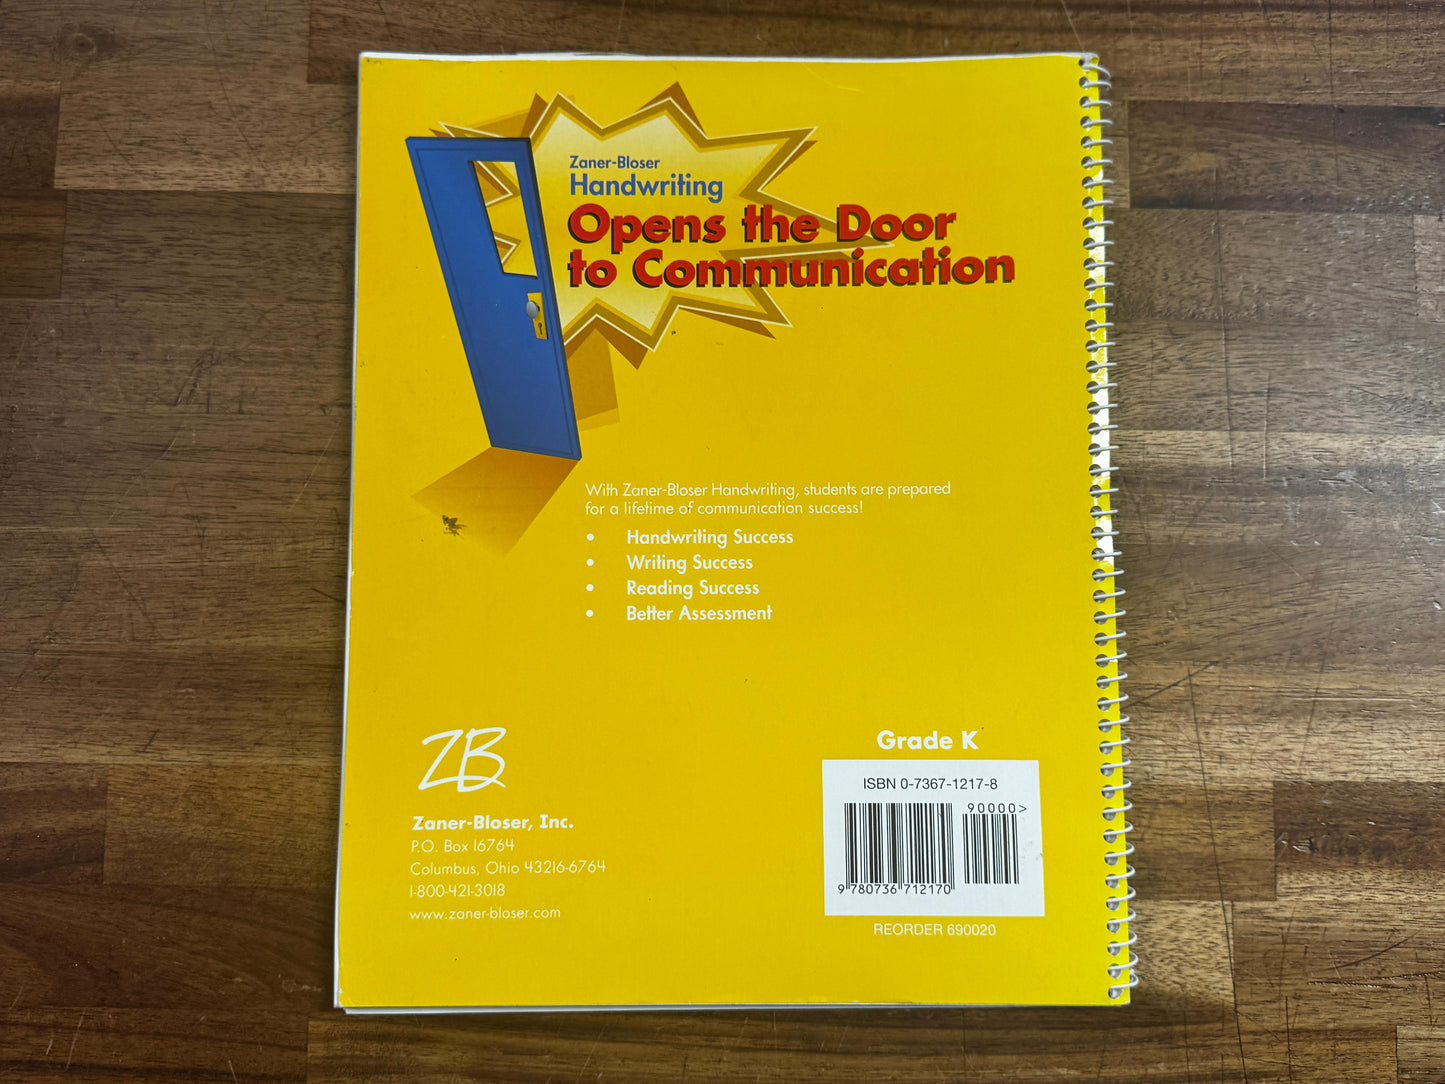 Zaner-Bloser
Handwriting
Opens the Door
to Communication
With Zaner-Bloser Handwriting, students are prepared
for a lifetime of communication success!
• Handwriting Success
• Writing Success
• Reading Success
• Better Assessment
ZB
Zaner-Bloser, Inc.
P.O. Box 16764
Columbus, Ohio 43216-6764
1-800-421-3018
www.zaner-bloser.com
Grade K
ISBN 0-7367-1217-8
90000>
9 780736 712170
REORDER 690020